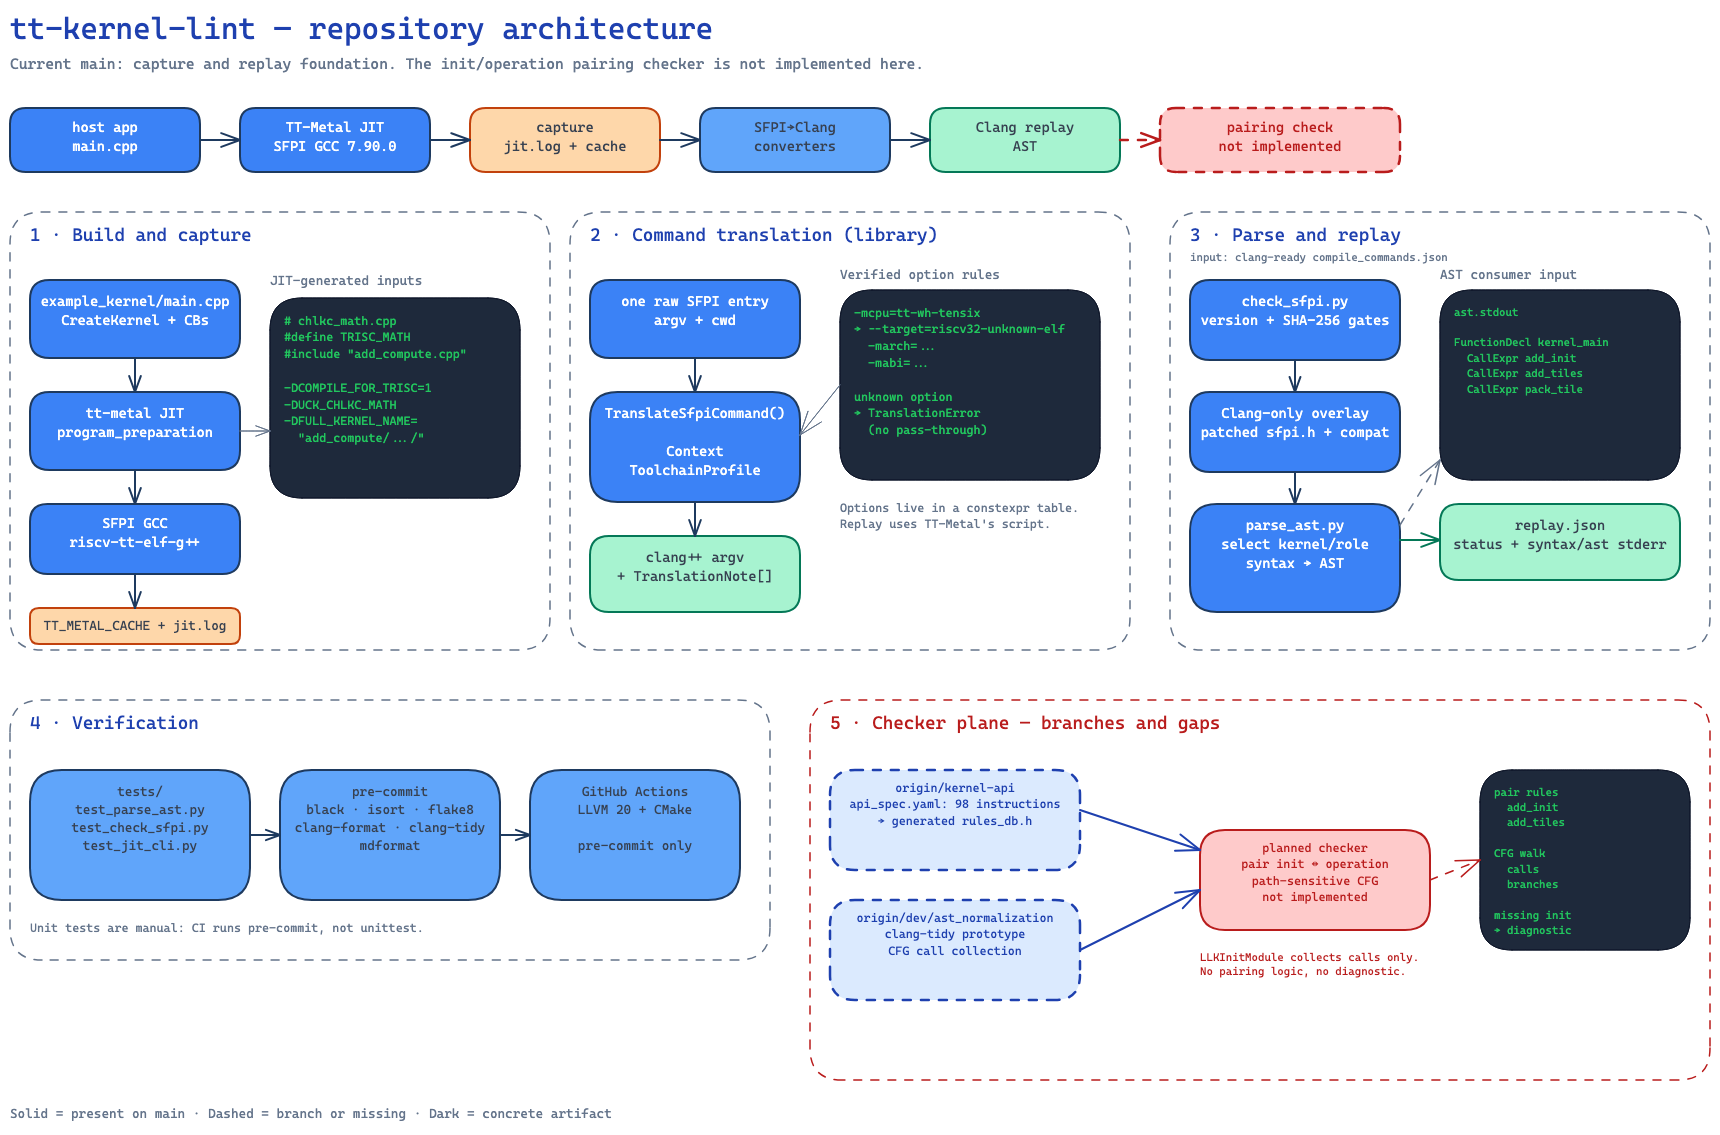 tt-kernel-lint — repository architecture
Current main: capture and replay foundation. The init/operation pairing checker is not implemented here.
host app
main.cpp
TT-Metal JIT
SFPI GCC 7.90.0
capture
jit.log + cache
SFPI→Clang
converters
Clang replay
AST
pairing check
not implemented
1 · Build and capture
example_kernel/main.cpp
CreateKernel + CBs
tt-metal JIT
program_preparation
SFPI GCC
riscv-tt-elf-g++
TT_METAL_CACHE + jit.log
JIT-generated inputs
# chlkc_math.cpp
#define TRISC_MATH
#include "add_compute.cpp"
-DCOMPILE_FOR_TRISC=1
-DUCK_CHLKC_MATH
-DFULL_KERNEL_NAME=
"add_compute/.../"
2 · Command translation (library)
one raw SFPI entry
argv + cwd
TranslateSfpiCommand()
Context
ToolchainProfile
clang++ argv
+ TranslationNote[]
Verified option rules
-mcpu=tt-wh-tensix
→ --target=riscv32-unknown-elf
-march=...
-mabi=...
unknown option
→ TranslationError
(no pass-through)
Options live in a constexpr table.
Replay uses TT-Metal's script.
3 · Parse and replay
input: clang-ready compile_commands.json
check_sfpi.py
version + SHA-256 gates
Clang-only overlay
patched sfpi.h + compat
parse_ast.py
select kernel/role
syntax → AST
AST consumer input
ast.stdout
FunctionDecl kernel_main
CallExpr add_init
CallExpr add_tiles
CallExpr pack_tile
replay.json
status + syntax/ast stderr
4 · Verification
tests/
test_parse_ast.py
test_check_sfpi.py
test_jit_cli.py
pre-commit
black · isort · flake8
clang-format · clang-tidy
mdformat
GitHub Actions
LLVM 20 + CMake
pre-commit only
Unit tests are manual: CI runs pre-commit, not unittest.
5 · Checker plane — branches and gaps
origin/kernel-api
api_spec.yaml: 98 instructions
→ generated rules_db.h
origin/dev/ast_normalization
clang-tidy prototype
CFG call collection
planned checker
pair init ↔ operation
path-sensitive CFG
not implemented
LLKInitModule collects calls only.
No pairing logic, no diagnostic.
pair rules
add_init
add_tiles
CFG walk
calls
branches
missing init
→ diagnostic
Solid = present on main · Dashed = branch or missing · Dark = concrete artifact